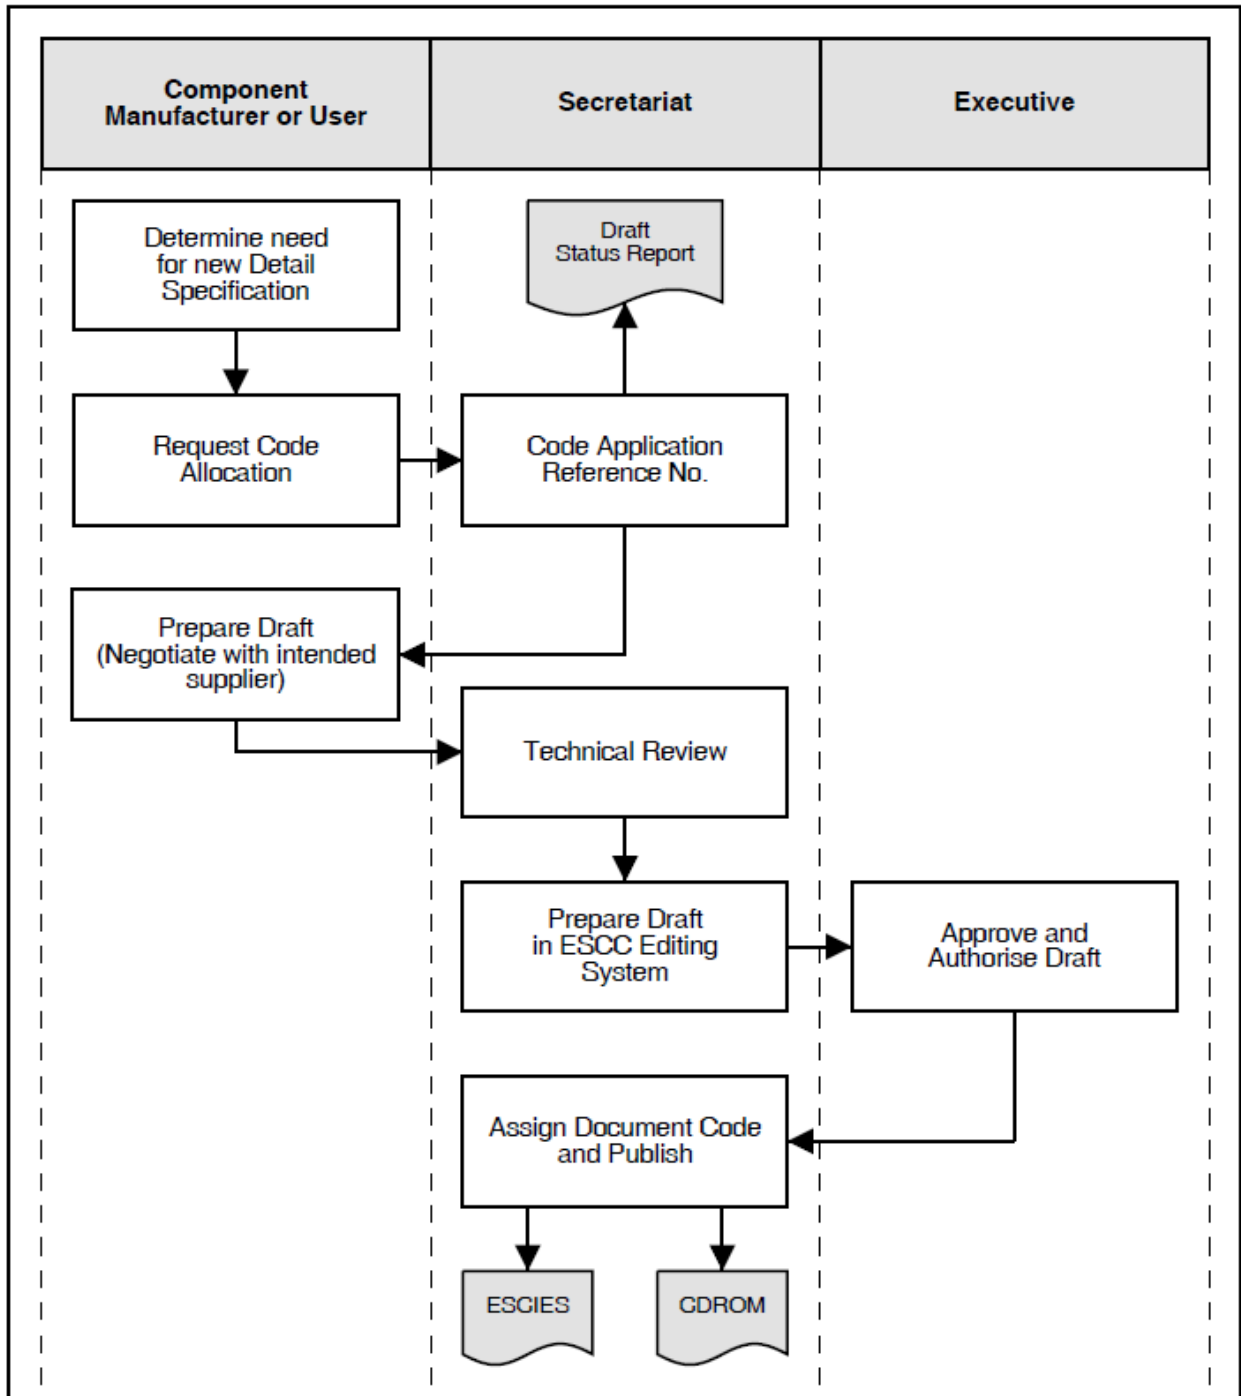 Component
Manufacturer or User
Secretariat
Executive
Determine need
for new Detail
Specification
Draft
Status Report
Request Code
Allocation
Code Application
Reference No.
Prepare Draft
(Negotiate with intended
supplier)
Technical Review
Prepare Draft
in ESCC Editing
System
Approve and
Authorise Draft
Assign Document Code
and Publish
ESCIES
CDROM